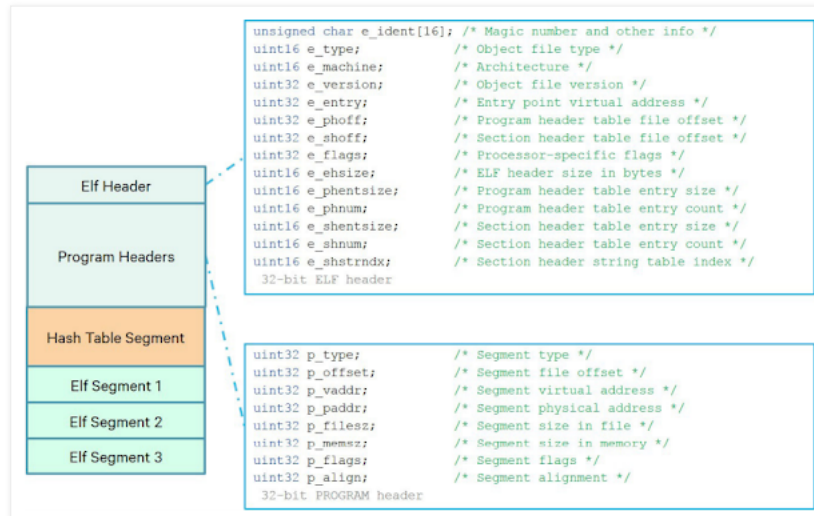 unsigned char e_ident[16]; /* Magic number and other info */
uint16 e_type; /* Object file type */
uint16 e_machine; /* Architecture */
uint32 e_version; /* Object file version */
uint32 e_entry; /* Entry point virtual address */
uint32 e_phoff; /* Program header table file offset */
uint32 e_shoff; /* Section header table file offset */
uint32 e_flags; /* Processor-specific flags */
uint16 e_ehsize; /* ELF header size in bytes */
uint16 e_phentsize; /* Program header table entry size */
uint16 e_phnum; /* Program header table entry count */
uint16 e_shentsize; /* Section header table entry size */
uint16 e_shnum; /* Section header table entry count */
uint16 e_shstrndx; /* Section header string table index */
32-bit ELF header
Elf Header
Program Headers
Hash Table Segment
Elf Segment 1
Elf Segment 2
Elf Segment 3
uint32 p_type; /* Segment type */
uint32 p_offset; /* Segment file offset */
uint32 p_vaddr; /* Segment virtual address */
uint32 p_paddr; /* Segment physical address */
uint32 p_filesz; /* Segment size in file */
uint32 p_memsz; /* Segment size in memory */
uint32 p_flags; /* Segment flags */
uint32 p_align; /* Segment alignment */
32-bit PROGRAM header